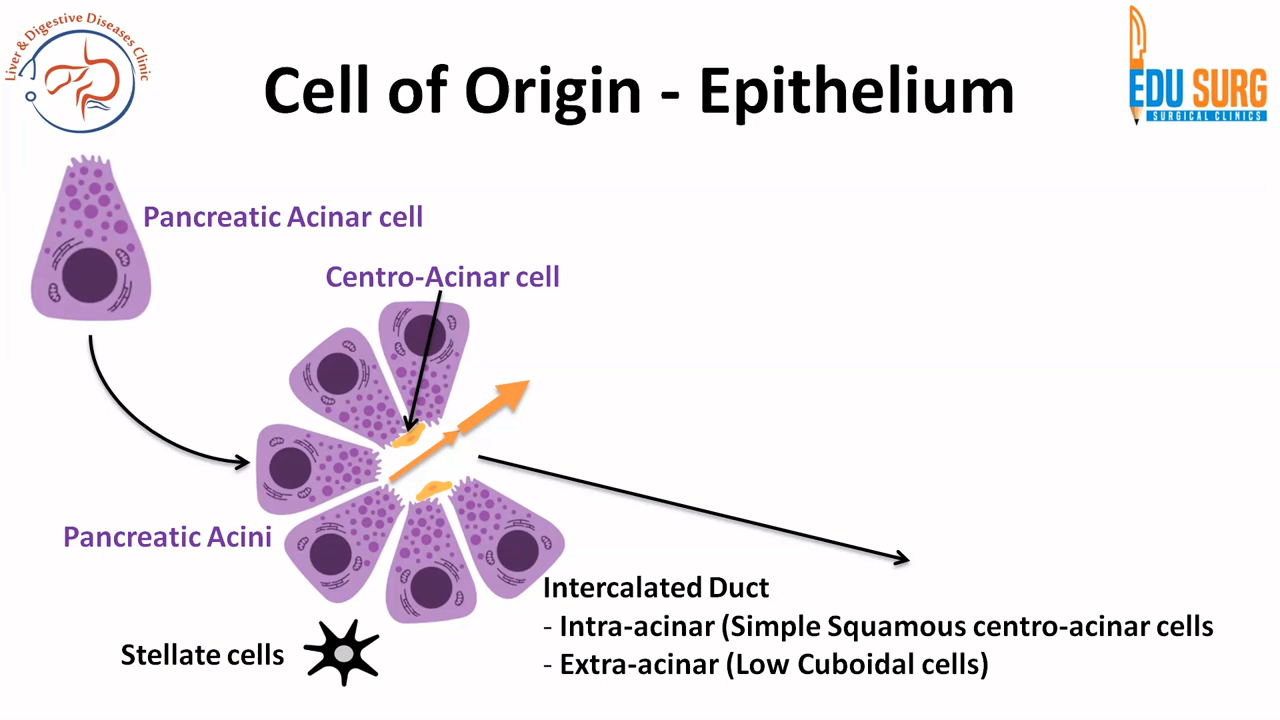 Liver & Digestive Diseases Clinic
EDU SURG
SURGICAL CLINICS
Cell of Origin - Epithelium
Pancreatic Acinar cell
Centro-Acinar cell
Pancreatic Acini
Intercalated Duct
- Intra-acinar (Simple Squamous centro-acinar cells
- Extra-acinar (Low Cuboidal cells)
Stellate cells